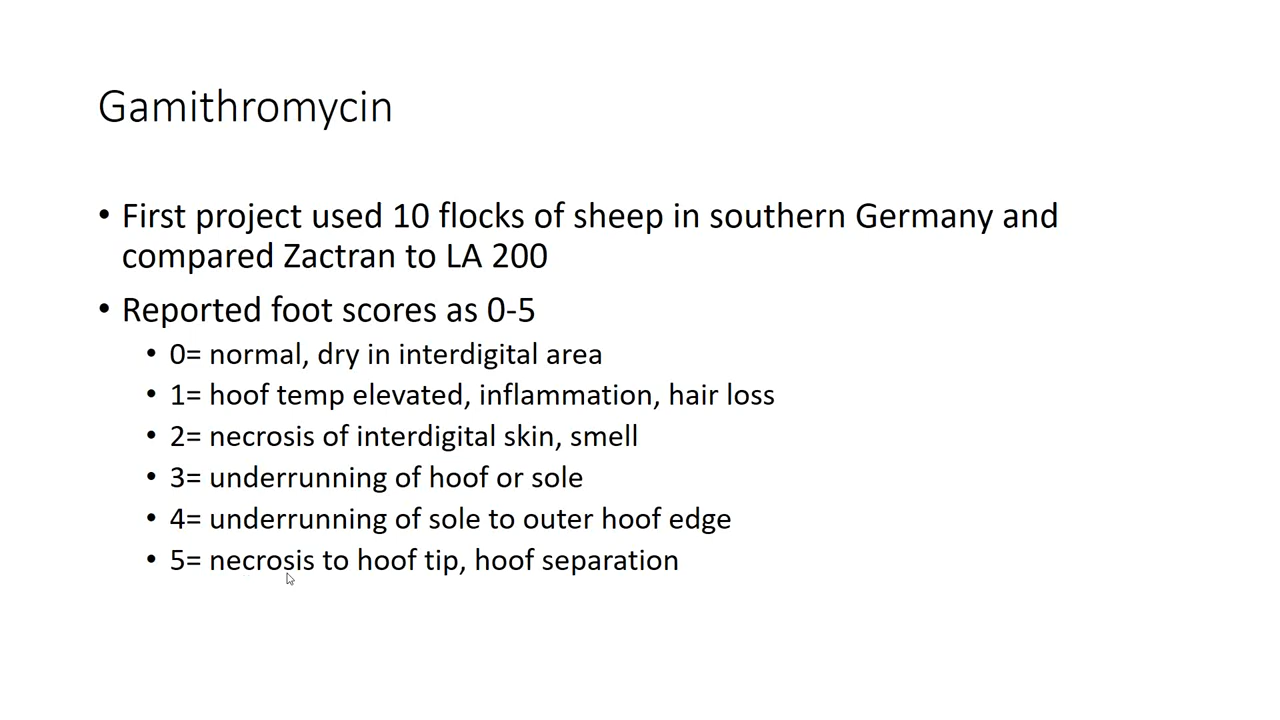 Gamithromycin
• First project used 10 flocks of sheep in southern Germany and
compared Zactran to LA 200
• Reported foot scores as 0-5
• 0= normal, dry in interdigital area
• 1= hoof temp elevated, inflammation, hair loss
• 2= necrosis of interdigital skin, smell
• 3= underrunning of hoof or sole
• 4= underrunning of sole to outer hoof edge
• 5= necrosis to hoof tip, hoof separation